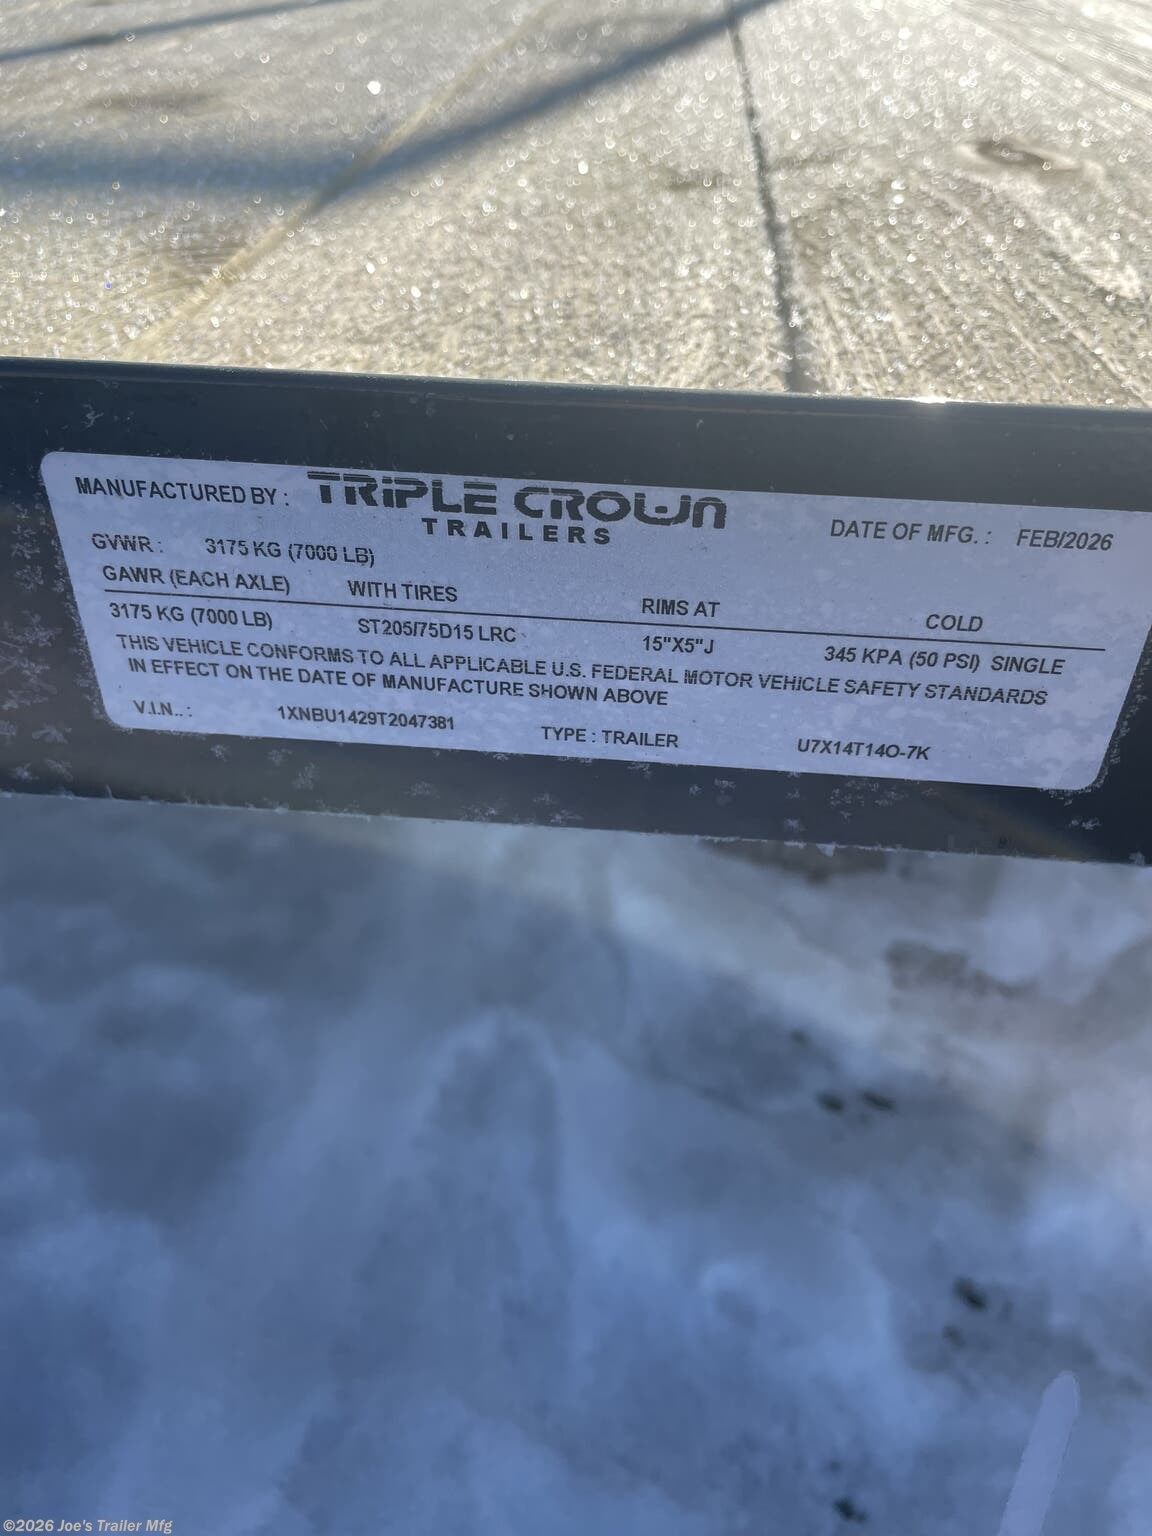 MANUFACTURED BY : TRIPLE CROWN TRAILERS DATE OF MFG. : FEB/2026
GVWR : 3175 KG (7000 LB)
GAWR (EACH AXLE) WITH TIRES RIMS AT COLD
3175 KG (7000 LB) ST205/75D15 LRC 15"X5"J 345 KPA (50 PSI) SINGLE
THIS VEHICLE CONFORMS TO ALL APPLICABLE U.S. FEDERAL MOTOR VEHICLE SAFETY STANDARDS
IN EFFECT ON THE DATE OF MANUFACTURE SHOWN ABOVE
V.I.N.. : 1XNBU1429T2047381 TYPE : TRAILER U7X14T14O-7K
©2026 Joe's Trailer Mfg